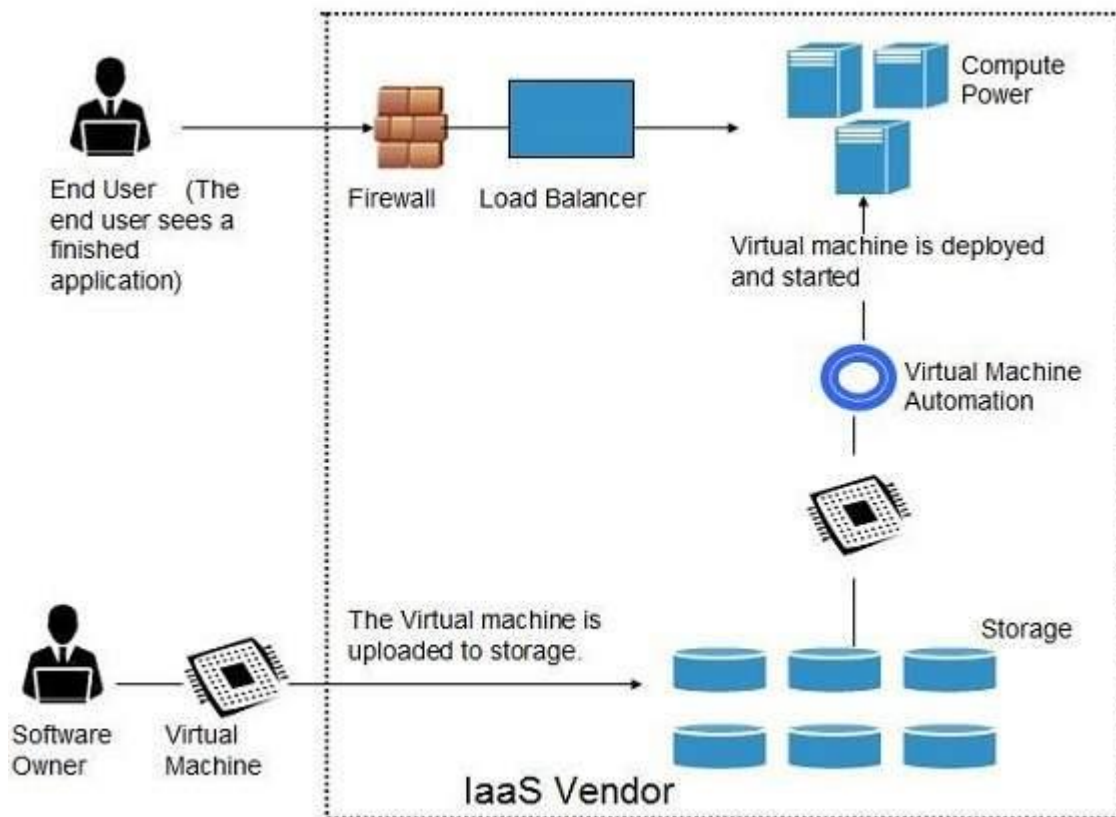 Compute
Power
End User (The
end user sees a
finished
application)
Firewall
Load Balancer
Virtual machine is deployed
and started
Virtual Machine
Automation
The Virtual machine is
uploaded to storage.
Storage
Software
Owner
Virtual
Machine
IaaS Vendor